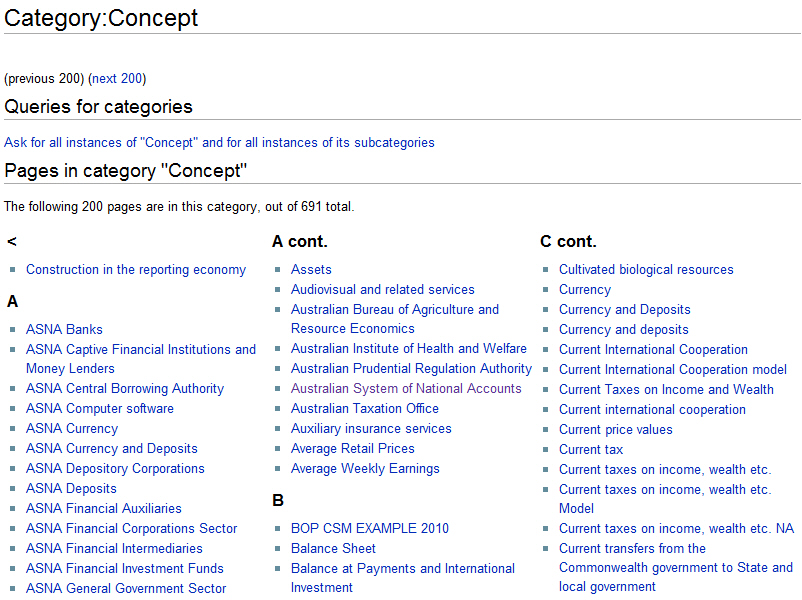 Category:Concept
(previous 200) (next 200)
Queries for categories
Ask for all instances of "Concept" and for all instances of its subcategories
Pages in category "Concept"
The following 200 pages are in this category, out of 691 total.
<
Construction in the reporting economy
A
ASNA Banks
ASNA Captive Financial Institutions and
Money Lenders
ASNA Central Borrowing Authority
ASNA Computer software
ASNA Currency
ASNA Currency and Deposits
ASNA Depository Corporations
ASNA Deposits
ASNA Financial Auxiliaries
ASNA Financial Corporations Sector
ASNA Financial Intermediaries
ASNA Financial Investment Funds
ASNA General Government Sector
A cont.
Assets
Audiovisual and related services
Australian Bureau of Agriculture and
Resource Economics
Australian Institute of Health and Welfare
Australian Prudential Regulation Authority
Australian System of National Accounts
Australian Taxation Office
Auxiliary insurance services
Average Retail Prices
Average Weekly Earnings
B
BOP CSM EXAMPLE 2010
Balance Sheet
Balance at Payments and International
Investment
C cont.
Cultivated biological resources
Currency
Currency and Deposits
Currency and deposits
Current International Cooperation
Current International Cooperation model
Current Taxes on Income and Wealth
Current international cooperation
Current price values
Current tax
Current taxes on income, wealth etc.
Current taxes on income, wealth etc.
Model
Current taxes on income, wealth etc. NA
Current transfers from the
Commonwealth government to State and
local government